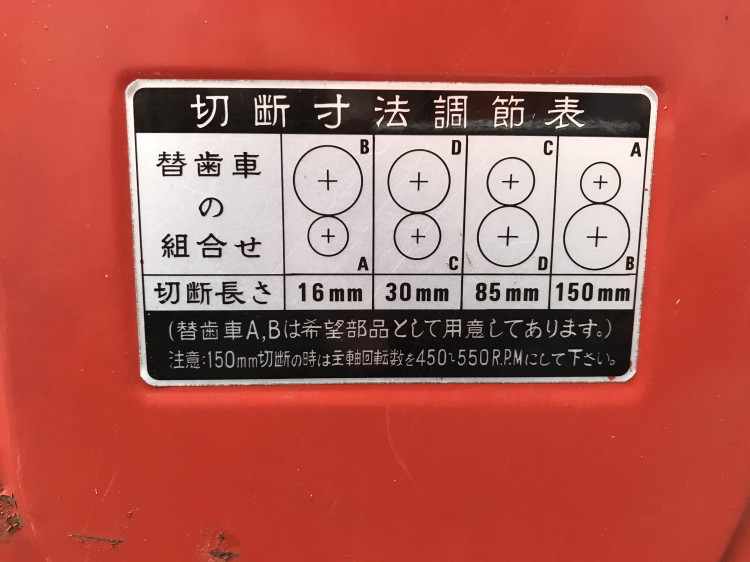 切断寸法調節表
替歯車
の
組合せ
B D C A
A C D B
切断長さ 16mm 30mm 85mm 150mm
(替歯車A,Bは希望部品として用意してあります。)
注意:150mm切断の時は主軸回転数を450~550R.P.Mにして下さい。